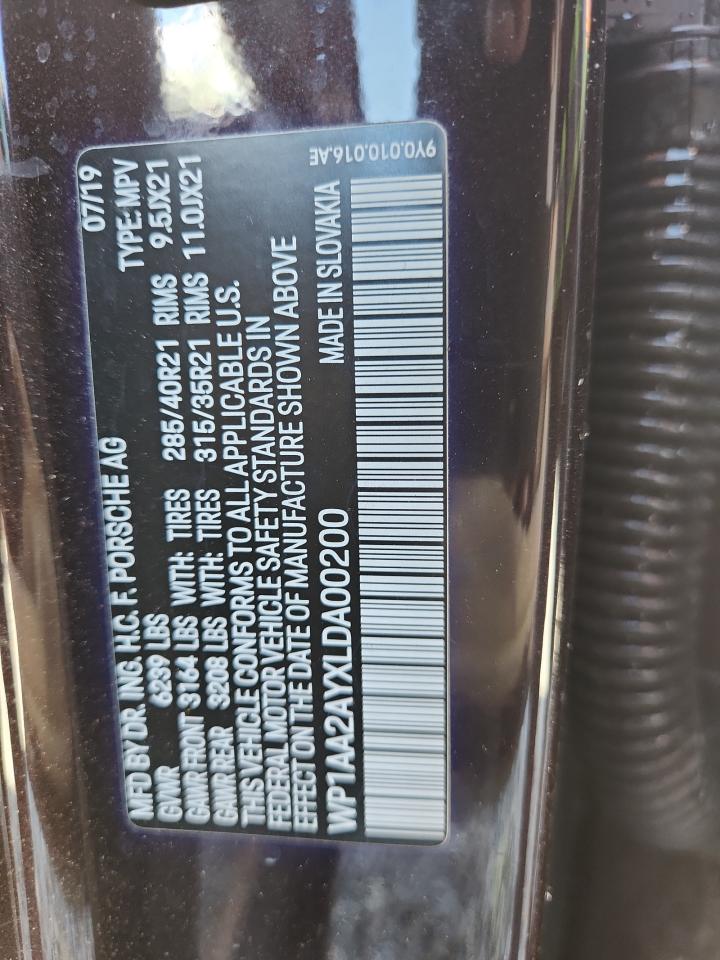 MFD BY DR. ING. H.C. F. PORSCHE AG 07/19
GVWR 6239 LBS TYPE: MPV
GAWR FRONT 3164 LBS WITH: TIRES 285/40R21 RIMS 9.5JX21
GAWR REAR 3208 LBS WITH: TIRES 315/35R21 RIMS 11.0JX21
THIS VEHICLE CONFORMS TO ALL APPLICABLE U.S.
FEDERAL MOTOR VEHICLE SAFETY STANDARDS IN
EFFECT ON THE DATE OF MANUFACTURE SHOWN ABOVE
WP1AA2AYXLDA00200 MADE IN SLOVAKIA
9Y0.010.016.AE